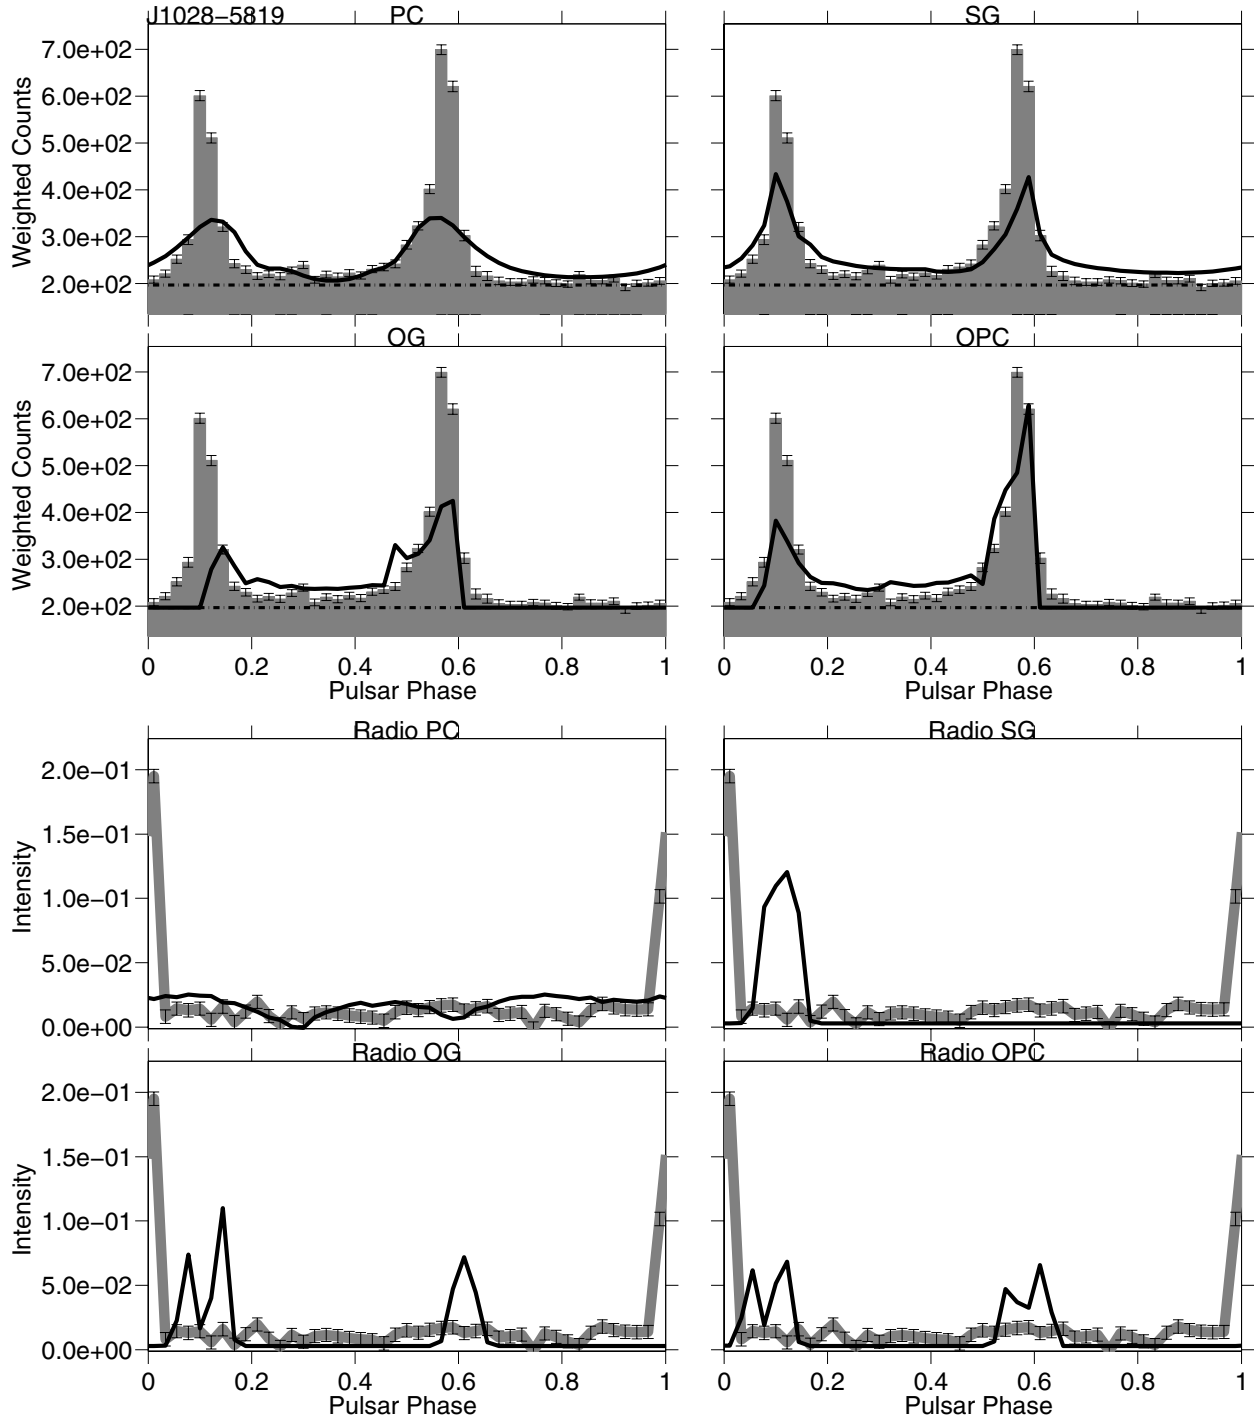 J1028−5819 PC SG
7.0e+02
6.0e+02
5.0e+02
4.0e+02
3.0e+02
2.0e+02
Weighted Counts
OG OPC
7.0e+02
6.0e+02
5.0e+02
4.0e+02
3.0e+02
2.0e+02
Weighted Counts
0 0.2 0.4 0.6 0.8 1 0 0.2 0.4 0.6 0.8 1
Pulsar Phase Pulsar Phase
Radio PC Radio SG
2.0e−01
1.5e−01
1.0e−01
5.0e−02
0.0e+00
Intensity
Radio OG Radio OPC
2.0e−01
1.5e−01
1.0e−01
5.0e−02
0.0e+00
Intensity
0 0.2 0.4 0.6 0.8 1 0 0.2 0.4 0.6 0.8 1
Pulsar Phase Pulsar Phase